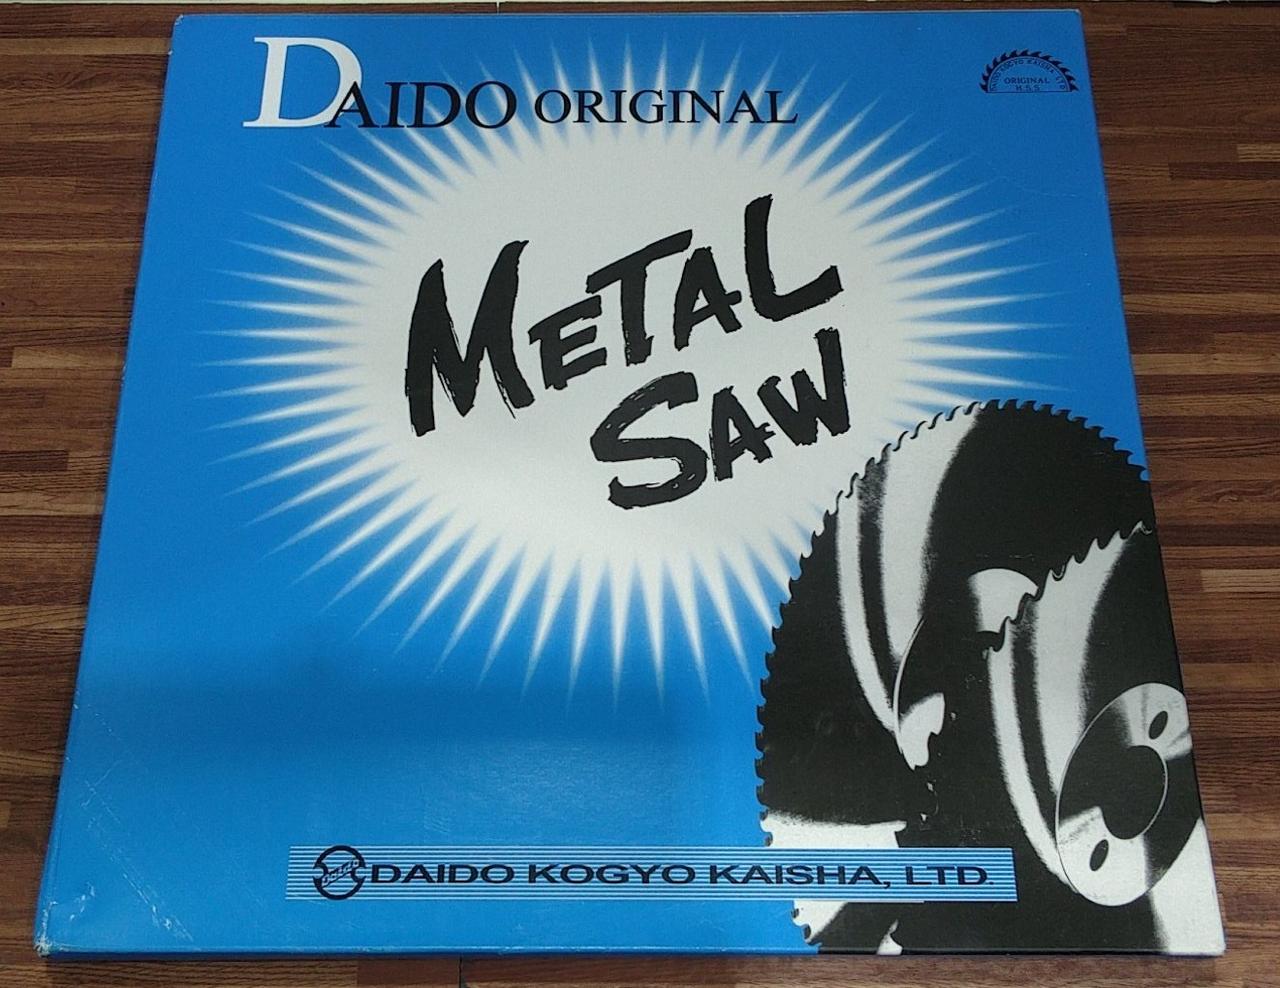 DAIDO ORIGINAL
DAIDO KOGYO KAISHA, LTD
ORIGINAL
H.S.S
METAL
SAW
DAIDO KOGYO KAISHA, LTD.